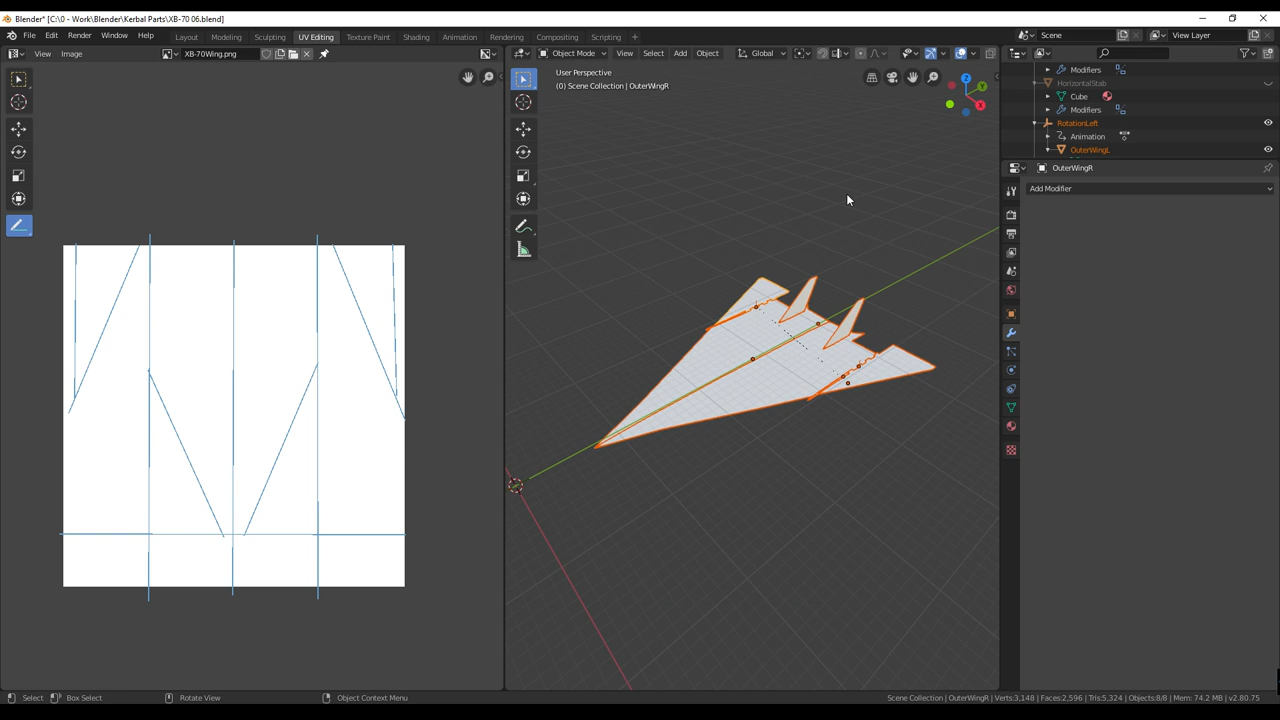 Blender* [C:\0 - Work\Blender\Kerbal Parts\XB-70 06.blend]
File Edit Render Window Help Layout Modeling Sculpting UV Editing Texture Paint Shading Animation Rendering Compositing Scripting + Scene View Layer
View Image XB-70Wing.png Object Mode View Select Add Object Global
User Perspective
(0) Scene Collection | OuterWingR
Modifiers
HorizontalStab
Cube
Modifiers
RotationLeft
Animation
OuterWingL
OuterWingR
Add Modifier
Select Box Select Rotate View Object Context Menu Scene Collection | OuterWingR | Verts:3,148 | Faces:2,596 | Tris:5,324 | Objects:8/8 | Mem: 74.2 MB | v2.80.75